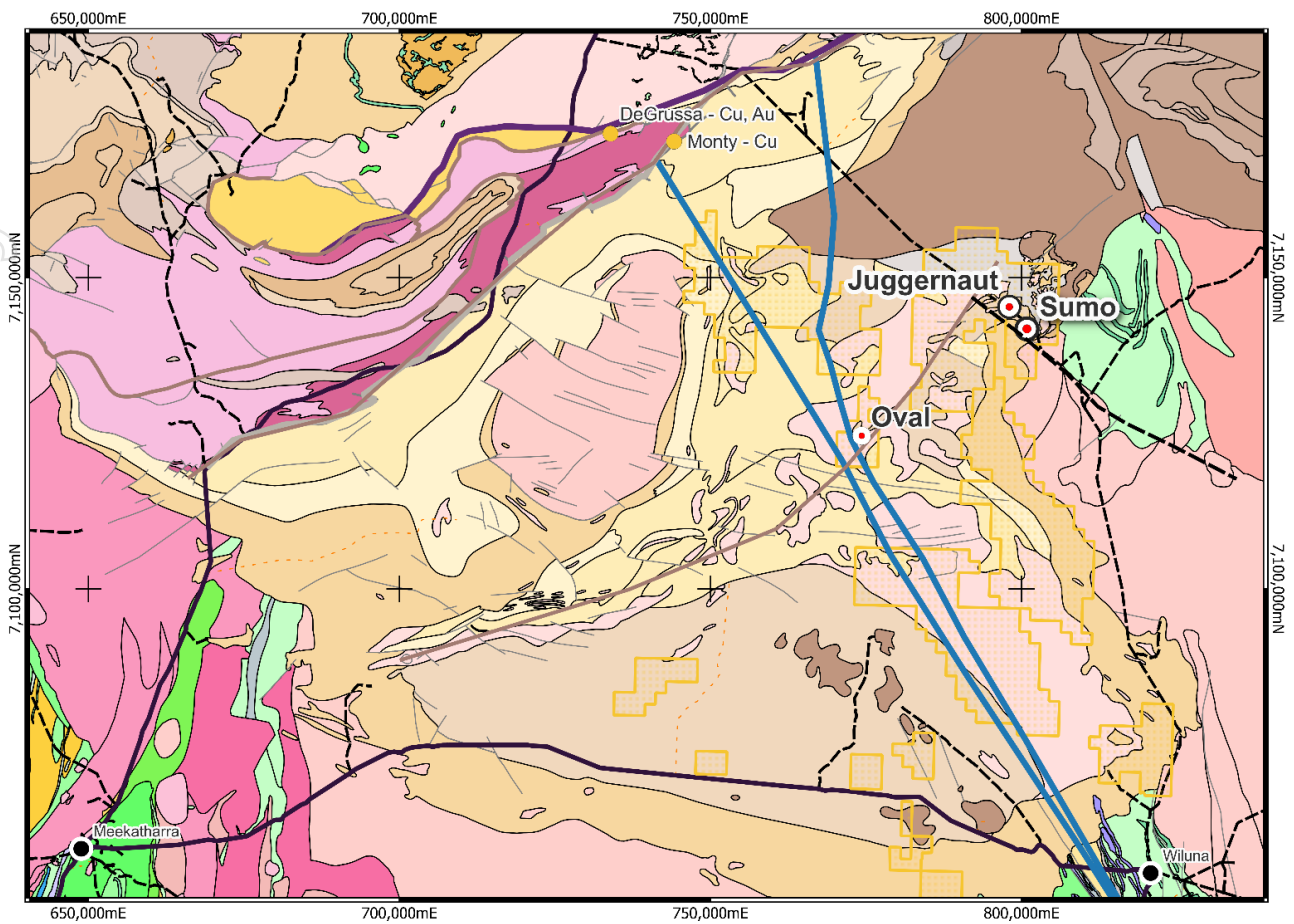 650,000mE 700,000mE 750,000mE 800,000mE
DeGrussa - Cu, Au
Monty - Cu
7,150,000mN 7,150,000mN
Juggernaut
Sumo
Oval
7,100,000mN 7,100,000mN
Meekatharra
Wiluna
650,000mE 700,000mE 750,000mE 800,000mE